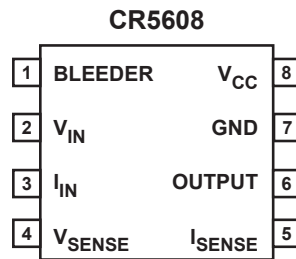 CR5608
1 BLEEDER V_CC 8
2 V_IN GND 7
3 I_IN OUTPUT 6
4 V_SENSE I_SENSE 5